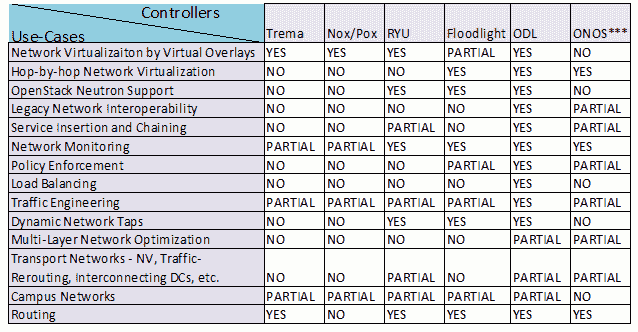 Controllers
Use-Cases
Trema Nox/Pox RYU Floodlight ODL ONOS***
Network Virtualizaiton by Virtual Overlays YES YES YES PARTIAL YES NO
Hop-by-hop Network Virtualization NO NO NO YES YES YES
OpenStack Neutron Support NO NO YES YES YES NO
Legacy Network Interoperability NO NO NO NO YES PARTIAL
Service Insertion and Chaining NO NO PARTIAL NO YES PARTIAL
Network Monitoring PARTIAL PARTIAL YES YES YES YES
Policy Enforcement NO NO NO PARTIAL YES PARTIAL
Load Balancing NO NO NO NO YES NO
Traffic Engineering PARTIAL PARTIAL PARTIAL PARTIAL YES PARTIAL
Dynamic Network Taps NO NO YES YES YES NO
Multi-Layer Network Optimization NO NO NO NO PARTIAL PARTIAL
Transport Networks - NV, Traffic-
Rerouting, Interconnecting DCs, etc. NO NO PARTIAL NO PARTIAL PARTIAL
Campus Networks PARTIAL PARTIAL PARTIAL PARTIAL PARTIAL NO
Routing YES NO YES YES YES YES